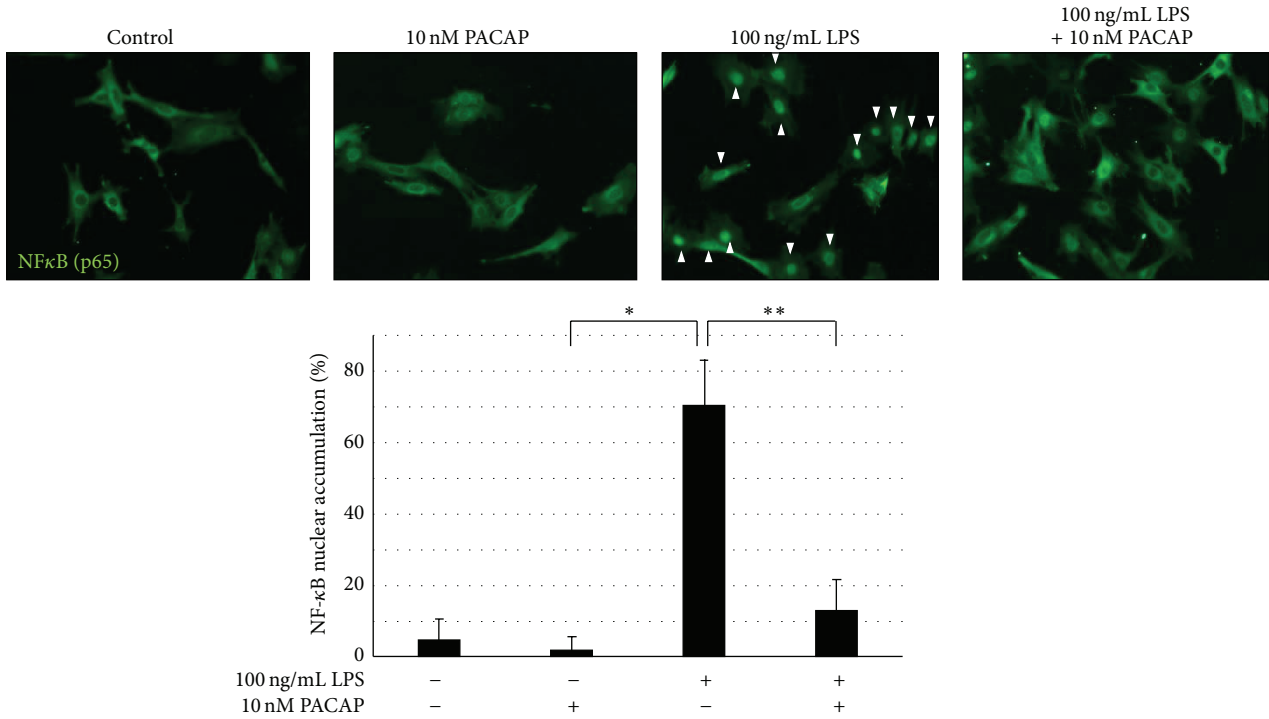 Control
10 nM PACAP
100 ng/mL LPS
100 ng/mL LPS
+ 10 nM PACAP
NFκB (p65)
*
**
NF-κB nuclear accumulation (%)
80
60
40
20
0
100 ng/mL LPS − − + +
10 nM PACAP − + − +